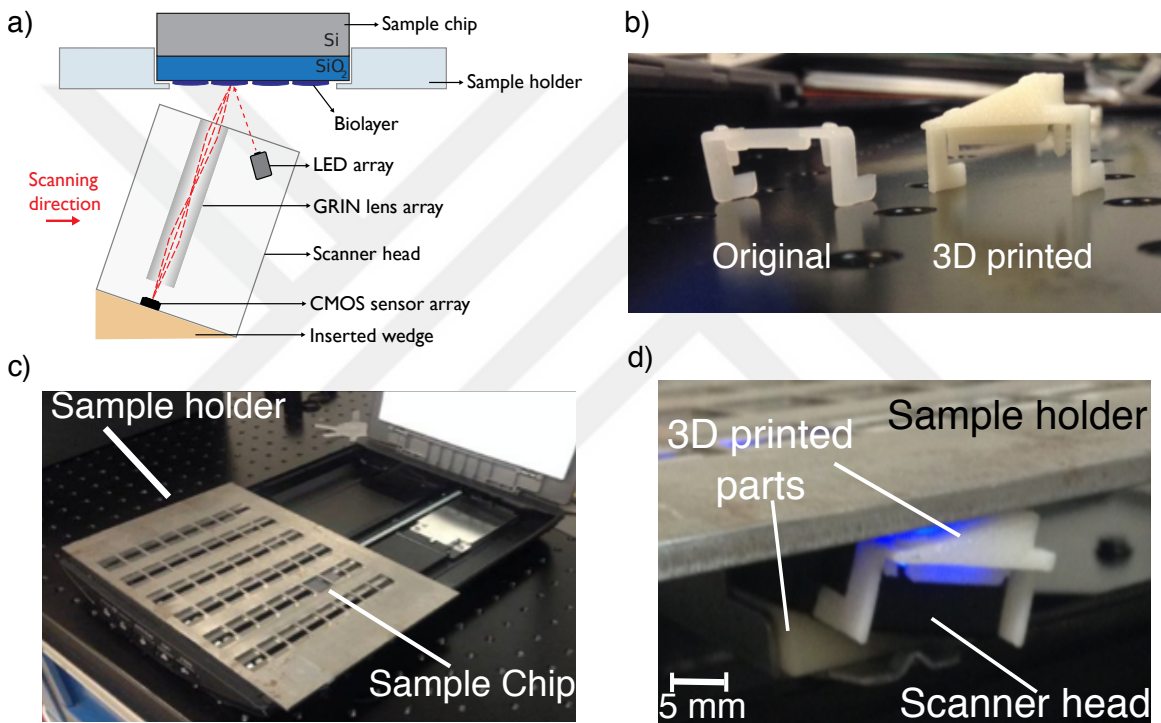 a)
Sample chip
Si
SiO2
Sample holder
Biolayer
LED array
Scanning
direction
GRIN lens array
Scanner head
CMOS sensor array
Inserted wedge
b)
Original
3D printed
c)
Sample holder
Sample Chip
d)
Sample holder
3D printed
parts
5 mm
Scanner head